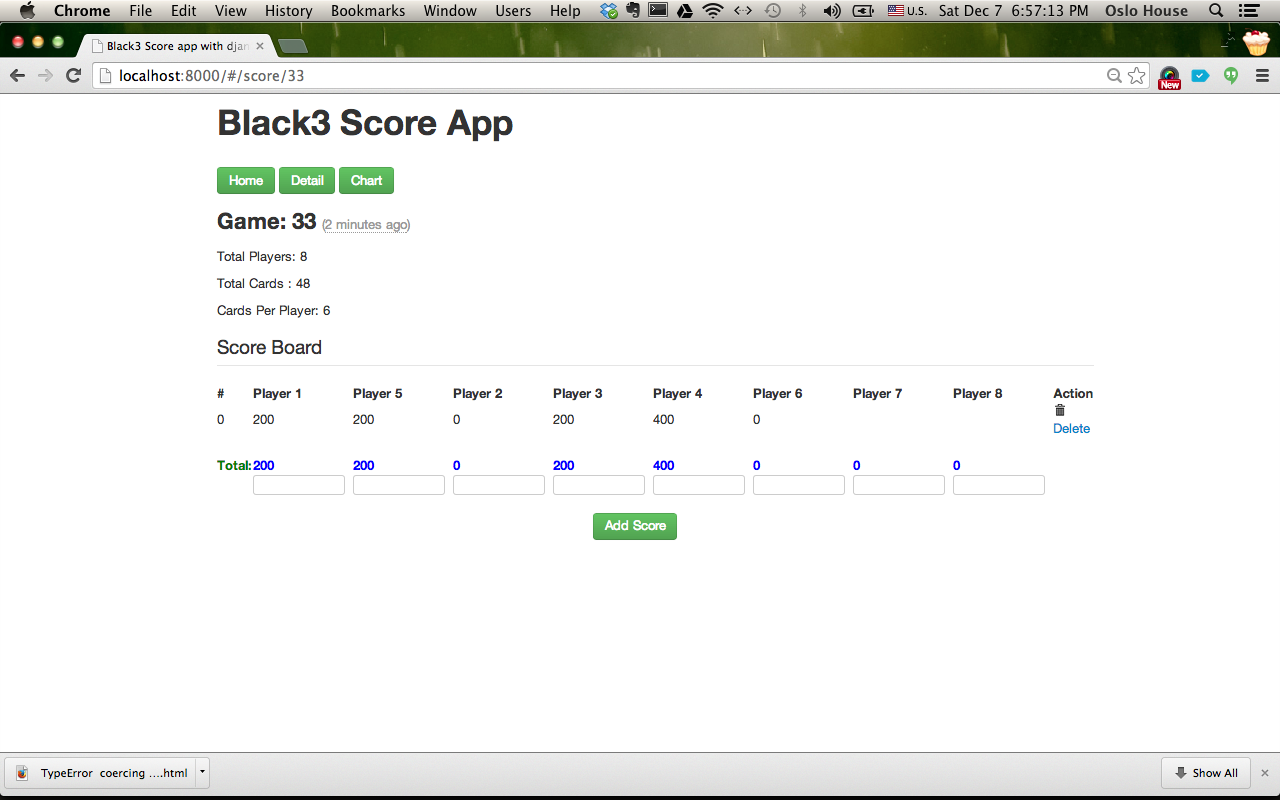 Chrome File Edit View History Bookmarks Window Users Help U.S. Sat Dec 7 6:57:13 PM Oslo House
Black3 Score app with djan
localhost:8000/#/score/33
New
Black3 Score App
Home Detail Chart
Game: 33 (2 minutes ago)
Total Players: 8
Total Cards : 48
Cards Per Player: 6
Score Board
# Player 1 Player 5 Player 2 Player 3 Player 4 Player 6 Player 7 Player 8 Action
0 200 200 0 200 400 0
Delete
Total: 200 200 0 200 400 0 0 0
Add Score
TypeError coercing ....html
Show All